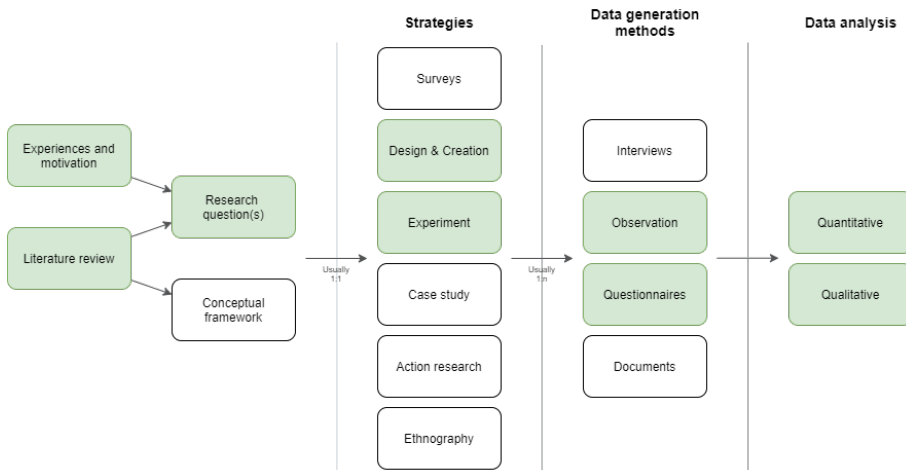 Strategies
Data generation
methods
Data analysis
Experiences and
motivation
Literature review
Research
question(s)
Conceptual
framework
Usually
1:1
Surveys
Design & Creation
Experiment
Case study
Action research
Ethnography
Usually
1:n
Interviews
Observation
Questionnaires
Documents
Quantitative
Qualitative